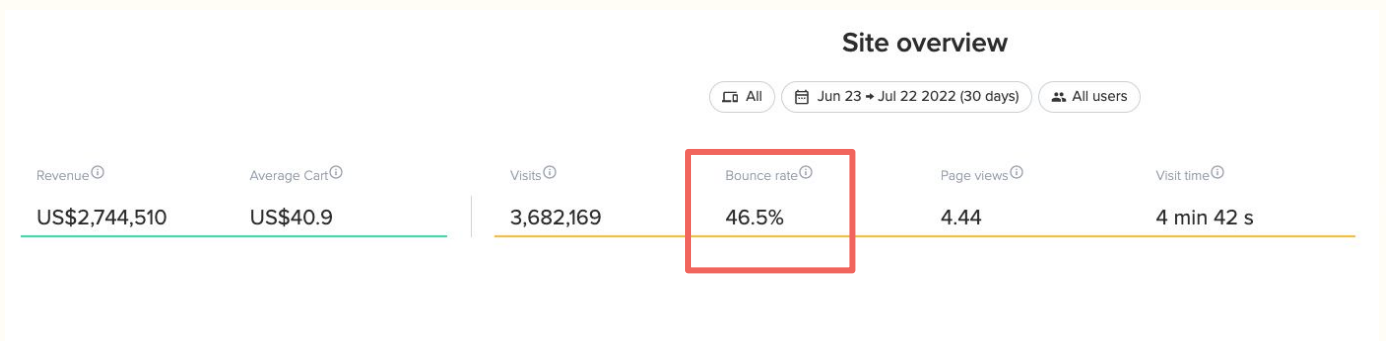 Site overview
All
Jun 23 → Jul 22 2022 (30 days)
All users
Revenue
US$2,744,510
Average Cart
US$40.9
Visits
3,682,169
Bounce rate
46.5%
Page views
4.44
Visit time
4 min 42 s